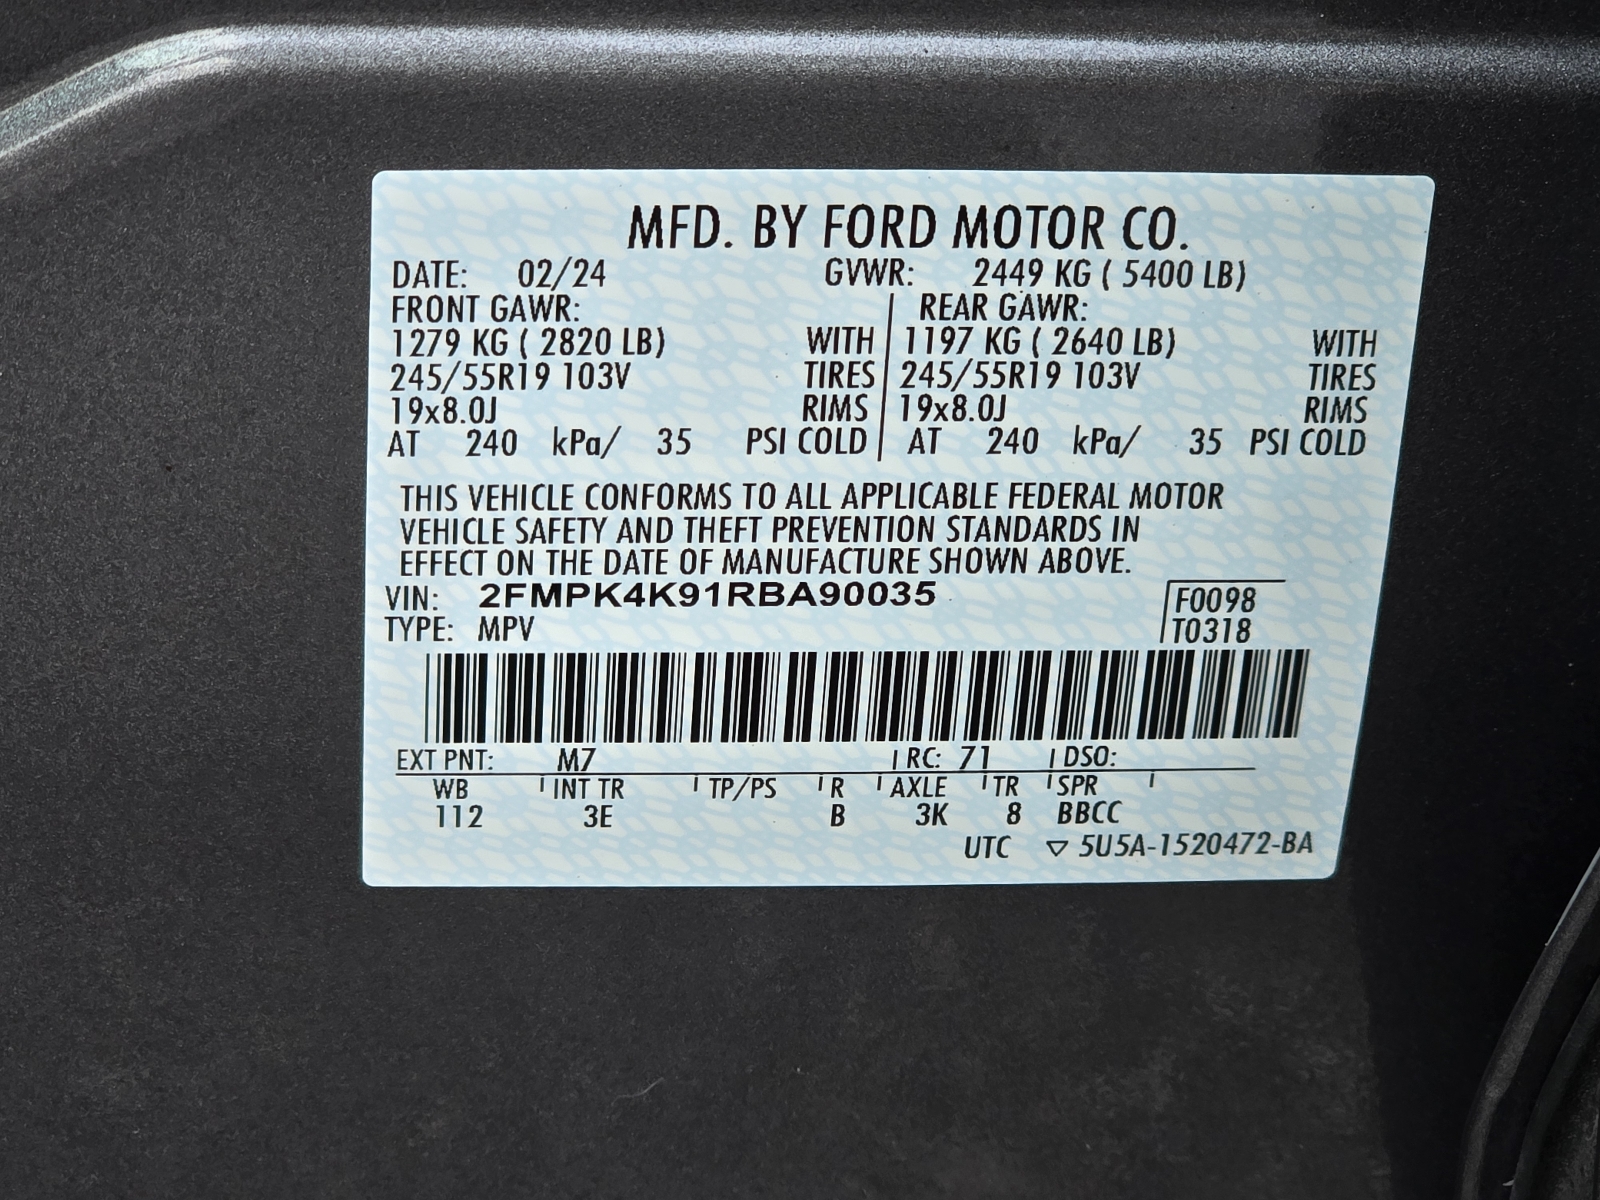 MFD. BY FORD MOTOR CO.
DATE: 02/24 GVWR: 2449 KG ( 5400 LB)
FRONT GAWR: REAR GAWR:
1279 KG ( 2820 LB) WITH 1197 KG ( 2640 LB) WITH
245/55R19 103V TIRES 245/55R19 103V TIRES
19x8.0J RIMS 19x8.0J RIMS
AT 240 kPa/ 35 PSI COLD AT 240 kPa/ 35 PSI COLD
THIS VEHICLE CONFORMS TO ALL APPLICABLE FEDERAL MOTOR
VEHICLE SAFETY AND THEFT PREVENTION STANDARDS IN
EFFECT ON THE DATE OF MANUFACTURE SHOWN ABOVE.
VIN: 2FMPK4K91RBA90035 F0098
TYPE: MPV T0318
EXT PNT: M7 RC: 71 DSO:
WB INT TR TP/PS R AXLE TR SPR
112 3E B 3K 8 BBCC
UTC ▽ 5U5A-1520472-BA